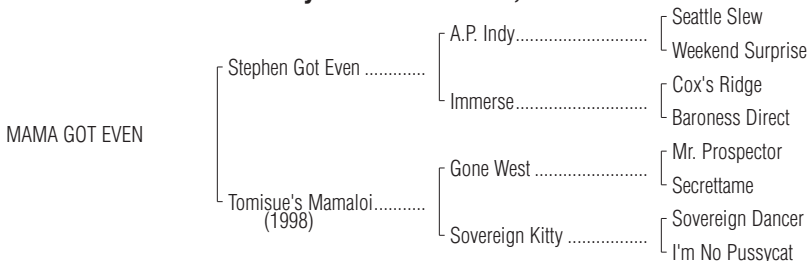 Seattle Slew
A.P. Indy
Weekend Surprise
Stephen Got Even
Cox's Ridge
Immerse
Baroness Direct
MAMA GOT EVEN
Mr. Prospector
Gone West
Secrettame
Tomisue's Mamaloi
(1998)
Sovereign Dancer
Sovereign Kitty
I'm No Pussycat